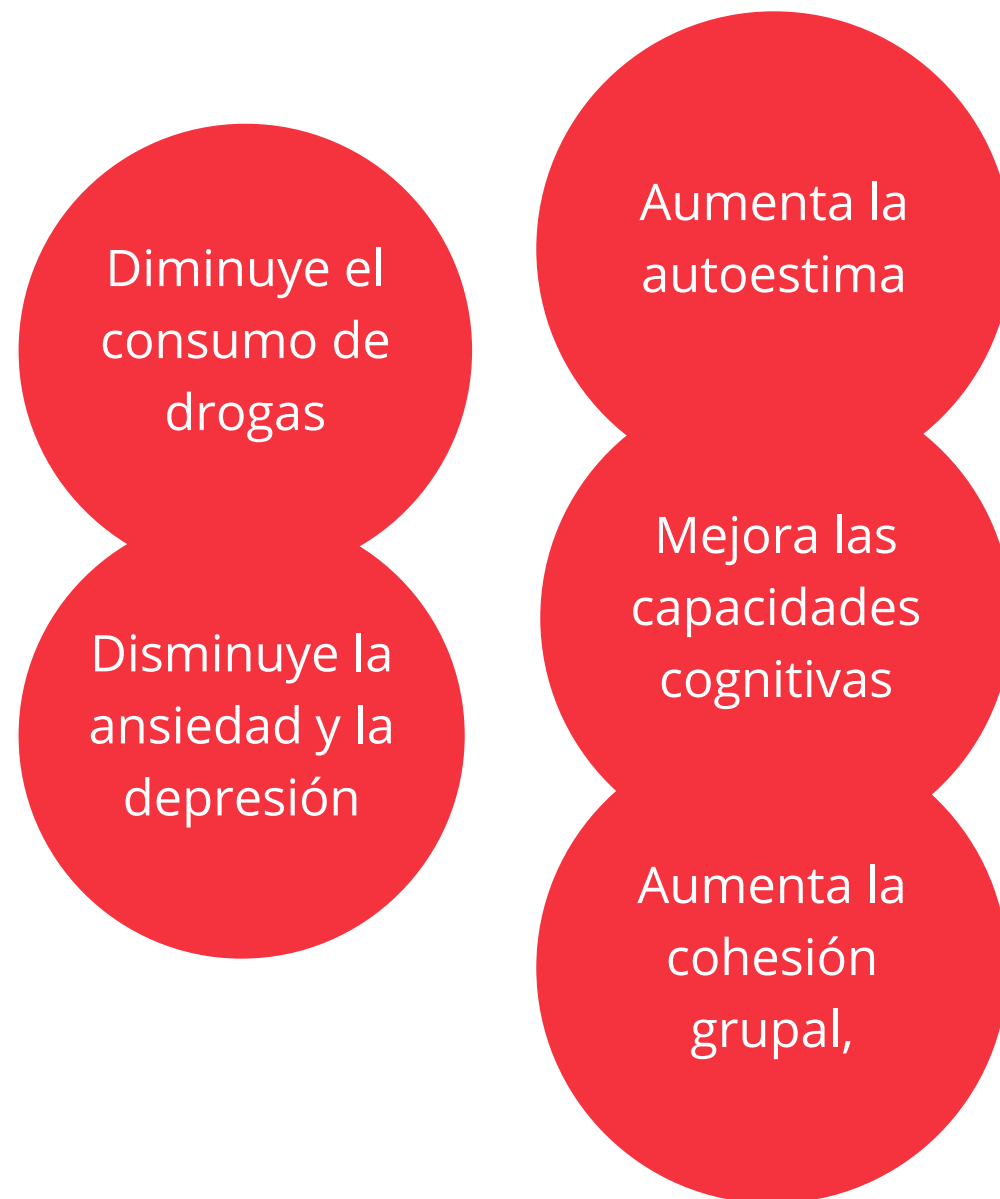 Diminuye el
consumo de
drogas
Disminuye la
ansiedad y la
depresión
Aumenta la
autoestima
Mejora las
capacidades
cognitivas
Aumenta la
cohesión
grupal,